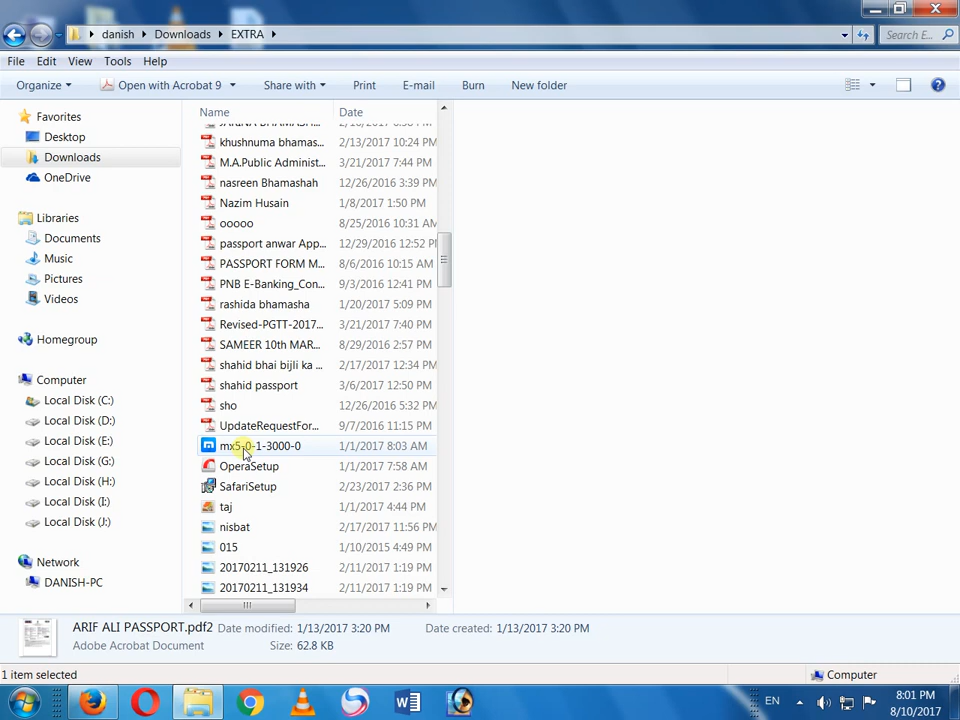 danish Downloads EXTRA Search E...
File Edit View Tools Help
Organize Open with Acrobat 9 Share with Print E-mail Burn New folder
Favorites
Desktop
Downloads
OneDrive
Libraries
Documents
Music
Pictures
Videos
Homegroup
Computer
Local Disk (C:)
Local Disk (D:)
Local Disk (E:)
Local Disk (G:)
Local Disk (H:)
Local Disk (I:)
Local Disk (J:)
Network
DANISH-PC
Name Date
khushnuma bhamas... 2/13/2017 10:24 PM
M.A.Public Administ... 3/21/2017 7:44 PM
nasreen Bhamashah 12/26/2016 3:39 PM
Nazim Husain 1/8/2017 1:50 PM
ooooo 8/25/2016 10:31 AM
passport anwar App... 12/29/2016 12:52 PM
PASSPORT FORM M... 8/6/2016 10:15 AM
PNB E-Banking_Con... 9/3/2016 12:41 PM
rashida bhamasha 1/20/2017 5:09 PM
Revised-PGTT-2017... 3/21/2017 7:40 PM
SAMEER 10th MAR... 8/29/2016 2:57 PM
shahid bhai bijli ka ... 2/17/2017 12:34 PM
shahid passport 3/6/2017 12:50 PM
sho 12/26/2016 5:32 PM
UpdateRequestFor... 9/7/2016 11:15 PM
mx5-0-1-3000-0 1/1/2017 8:03 AM
OperaSetup 1/1/2017 7:58 AM
SafariSetup 2/23/2017 2:36 PM
taj 1/1/2017 4:44 PM
nisbat 2/17/2017 11:56 PM
015 1/10/2015 4:49 PM
20170211_131926 2/11/2017 1:19 PM
20170211_131934 2/11/2017 1:19 PM
ARIF ALI PASSPORT.pdf2 Date modified: 1/13/2017 3:20 PM Date created: 1/13/2017 3:20 PM
Adobe Acrobat Document Size: 62.8 KB
1 item selected Computer
EN 8:01 PM
8/10/2017